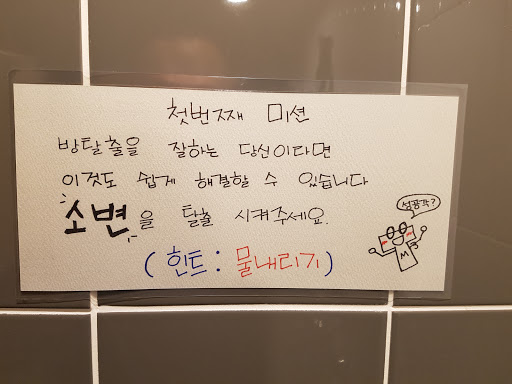 첫번째 미션
방탈출을 잘하는 당신이라면
이것도 쉽게 해결할 수 있습니다
소변을 탈출 시켜주세요.
(힌트: 물내리기)
성공각?
M